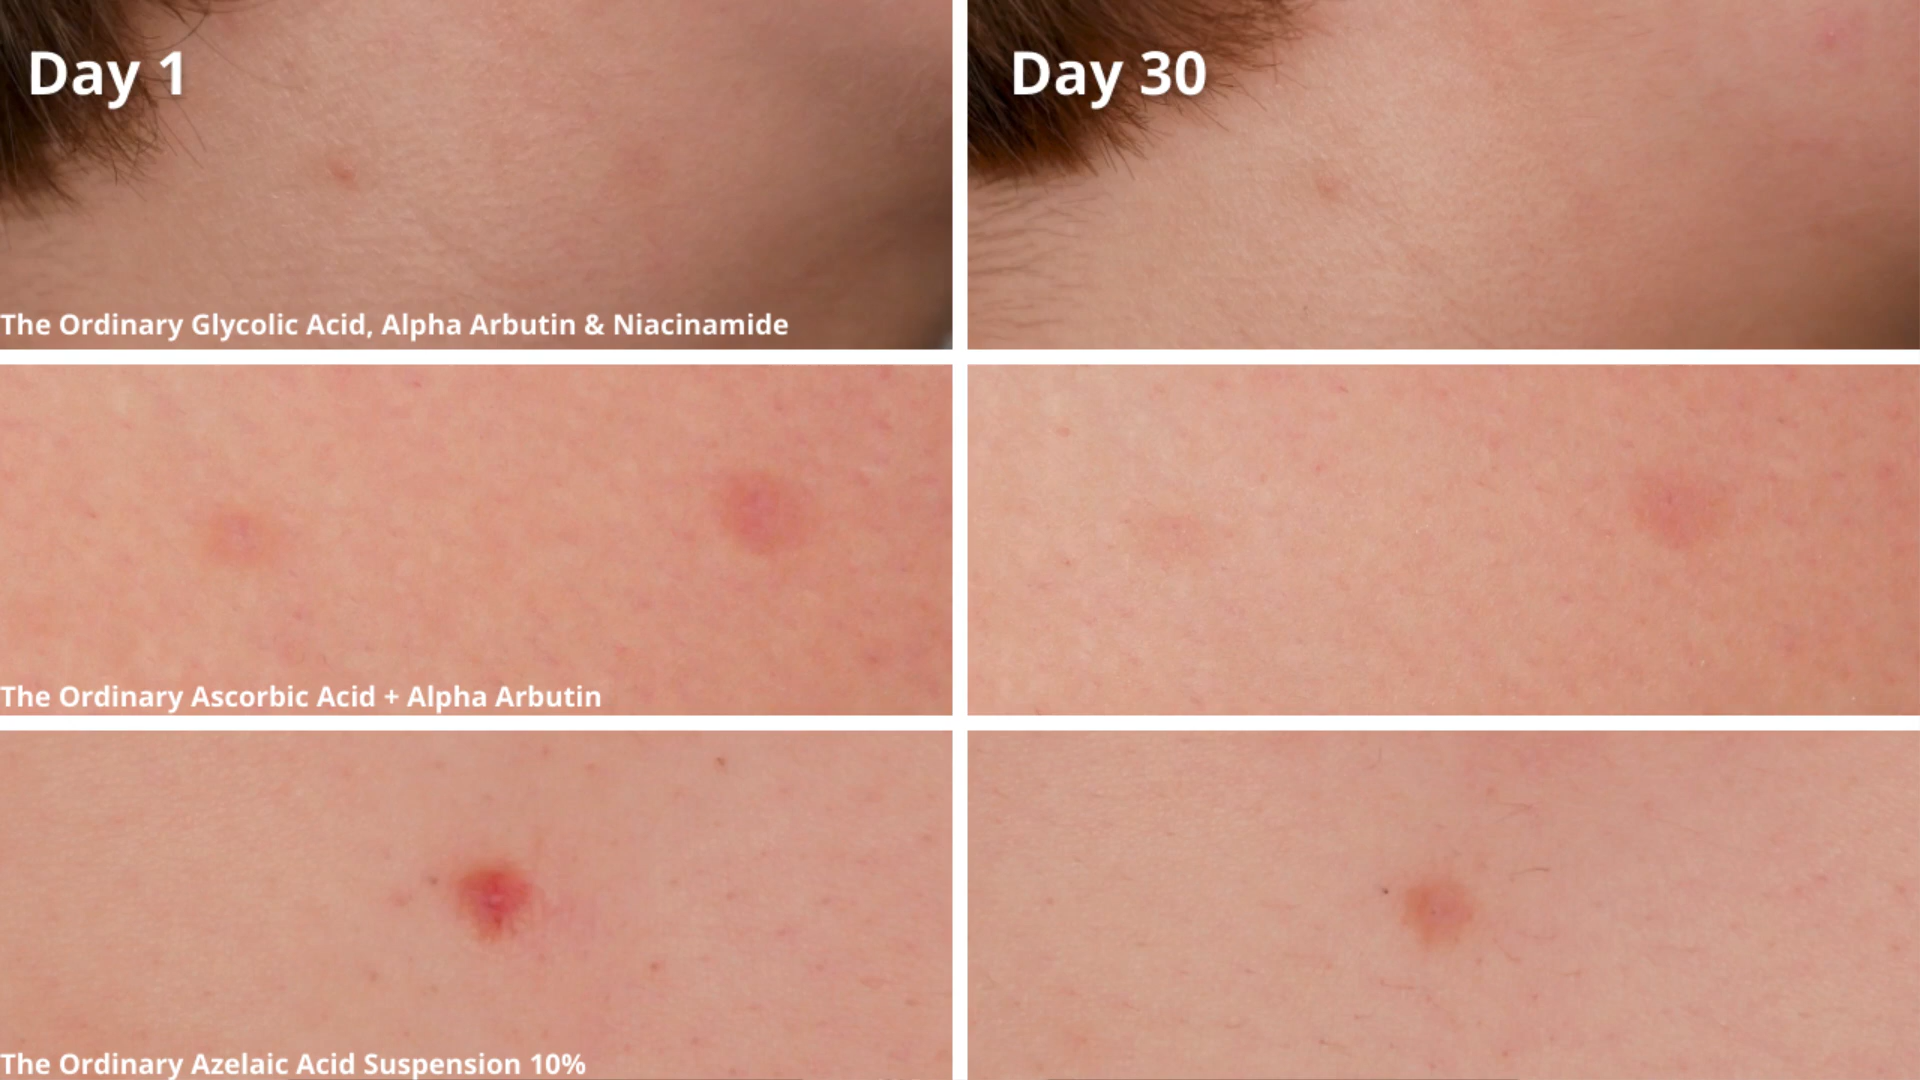 Day 1
Day 30
The Ordinary Glycolic Acid, Alpha Arbutin & Niacinamide
The Ordinary Ascorbic Acid + Alpha Arbutin
The Ordinary Azelaic Acid Suspension 10%